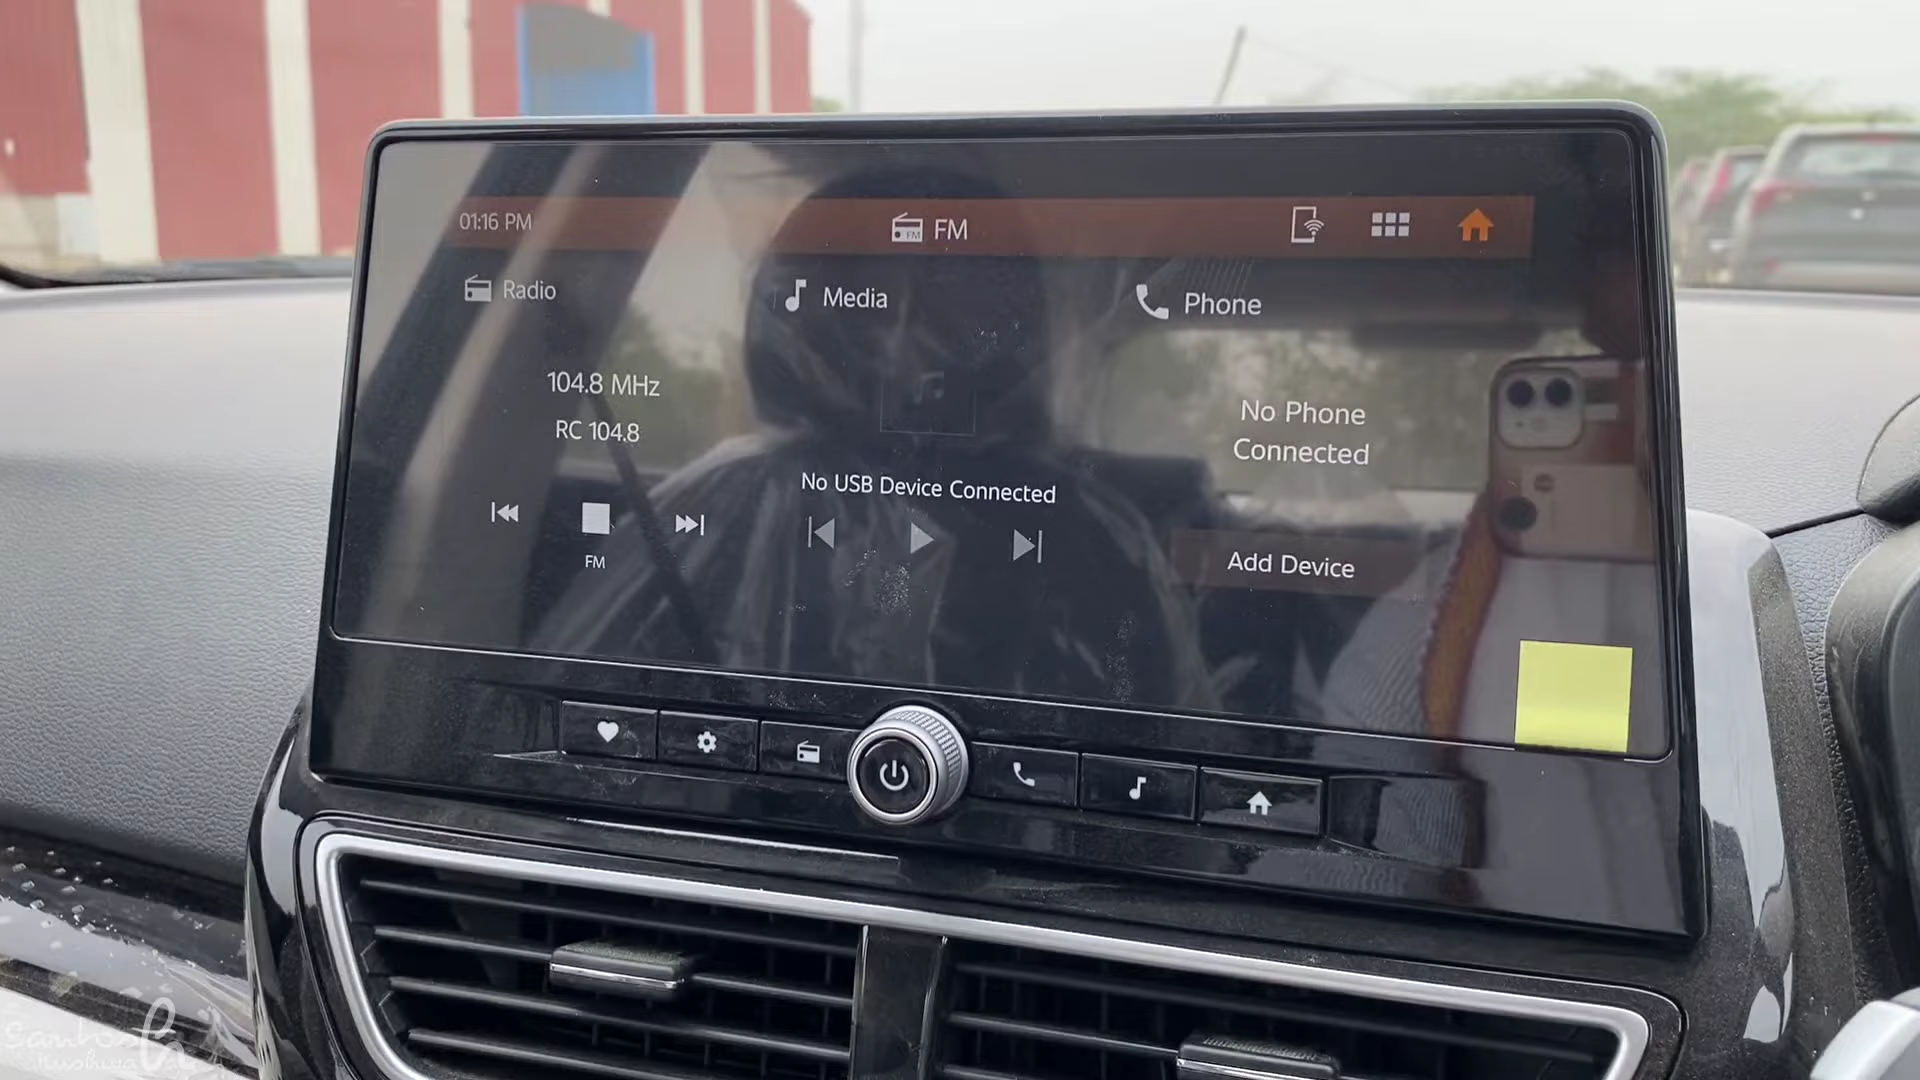 01:16 PM
FM
FM
Radio
Media
Phone
104.8 MHz
RC 104.8
No Phone
Connected
No USB Device Connected
FM
Add Device